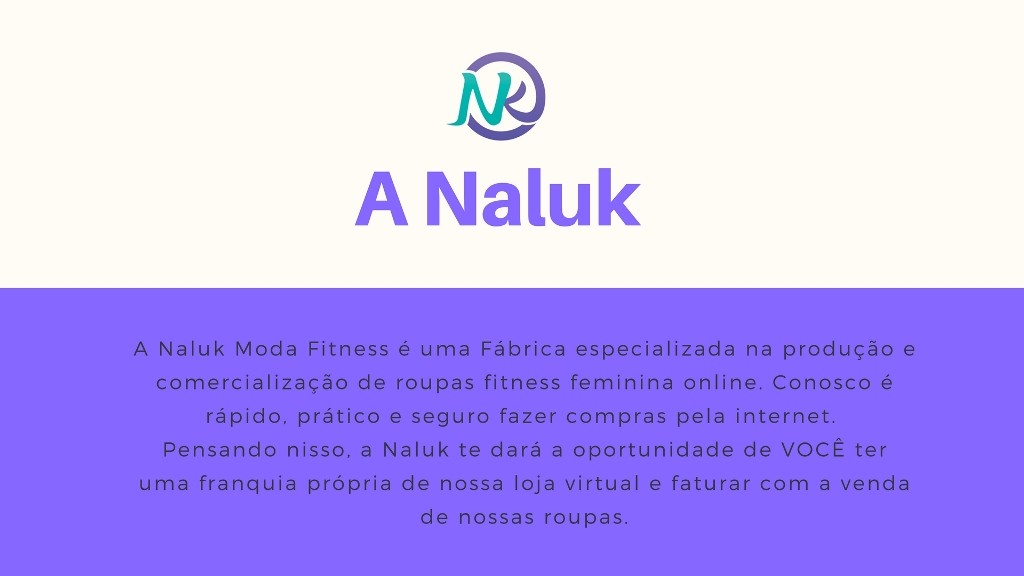 NK
A Naluk
A Naluk Moda Fitness é uma Fábrica especializada na produção e
comercialização de roupas fitness feminina online. Conosco é
rápido, prático e seguro fazer compras pela internet.
Pensando nisso, a Naluk te dará a oportunidade de VOCÊ ter
uma franquia própria de nossa loja virtual e faturar com a venda
de nossas roupas.